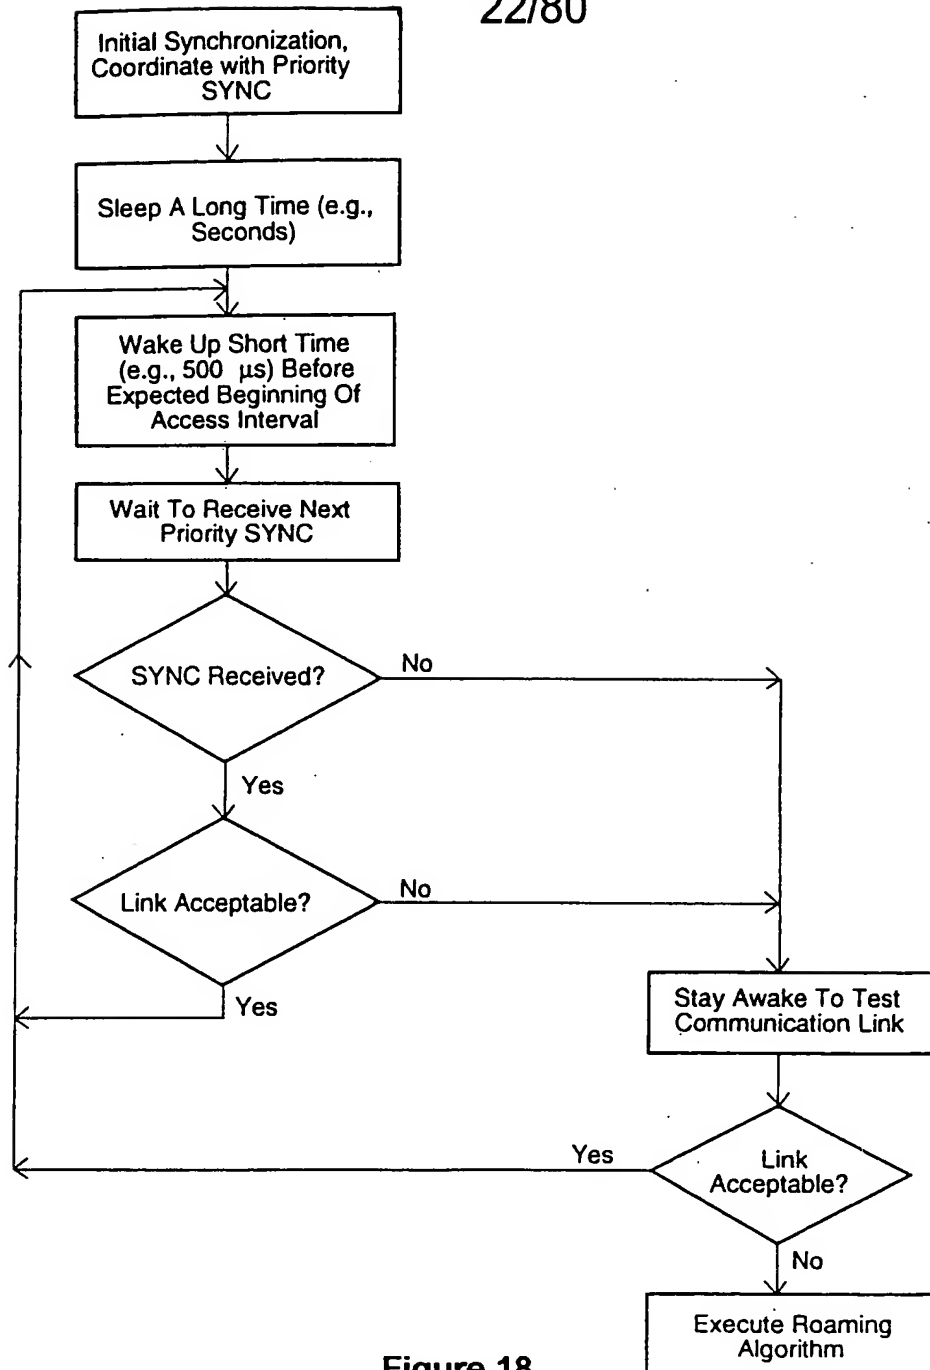 22/80
Initial Synchronization,
Coordinate with Priority
SYNC
Sleep A Long Time (e.g.,
Seconds)
Wake Up Short Time
(e.g., 500 µs) Before
Expected Beginning Of
Access Interval
Wait To Receive Next
Priority SYNC
SYNC Received?
No
Yes
Link Acceptable?
No
Yes
Stay Awake To Test
Communication Link
Link
Acceptable?
Yes
No
Execute Roaming
Algorithm
Figure 18